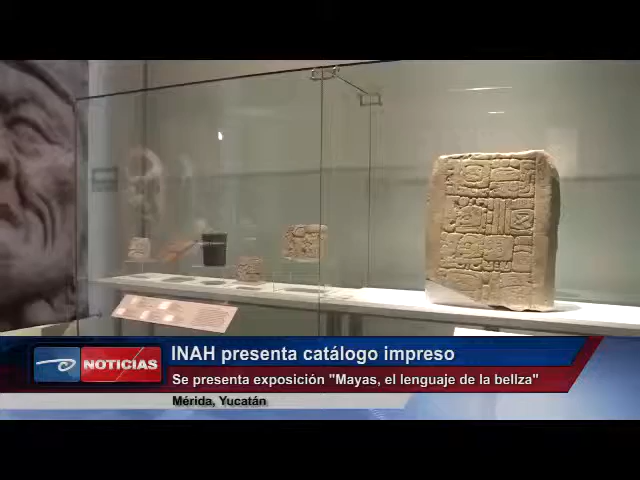 NOTICIAS
INAH presenta catálogo impreso
Se presenta exposición "Mayas, el lenguaje de la bellza"
Mérida, Yucatán